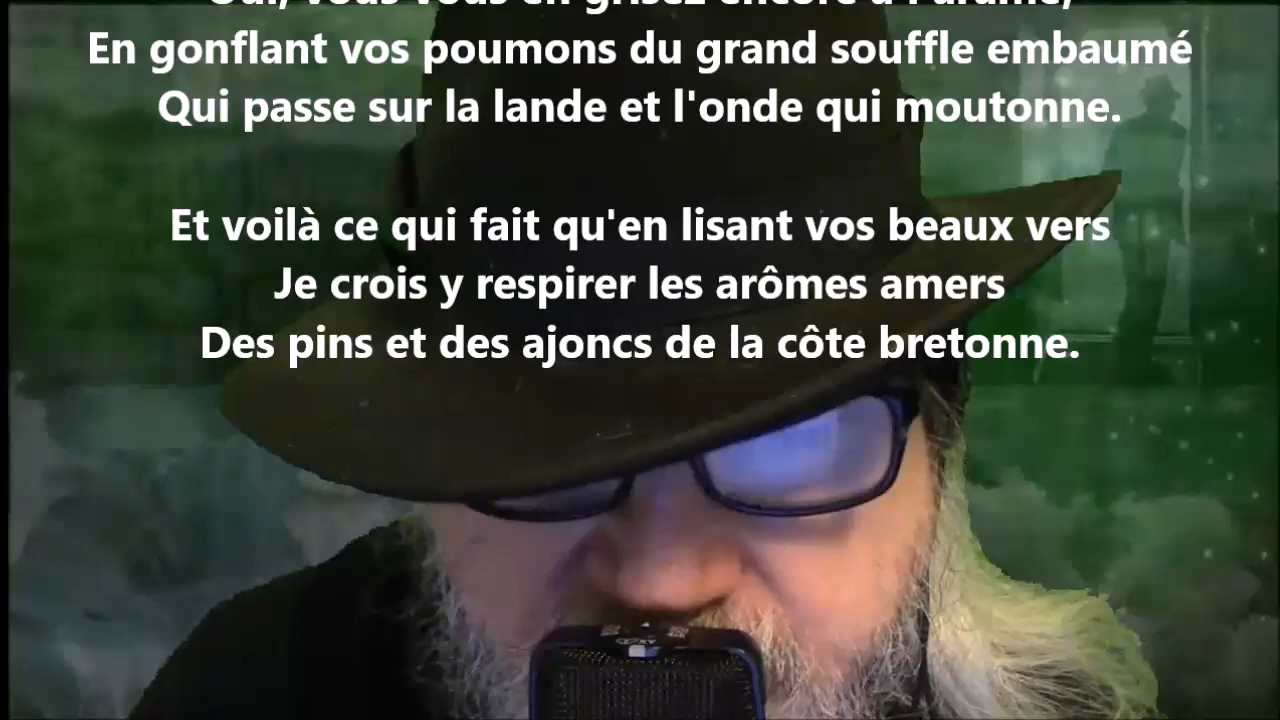 En gonflant vos poumons du grand souffle embaumé
Qui passe sur la lande et l'onde qui moutonne.
Et voilà ce qui fait qu'en lisant vos beaux vers
Je crois y respirer les arômes amers
Des pins et des ajoncs de la côte bretonne.